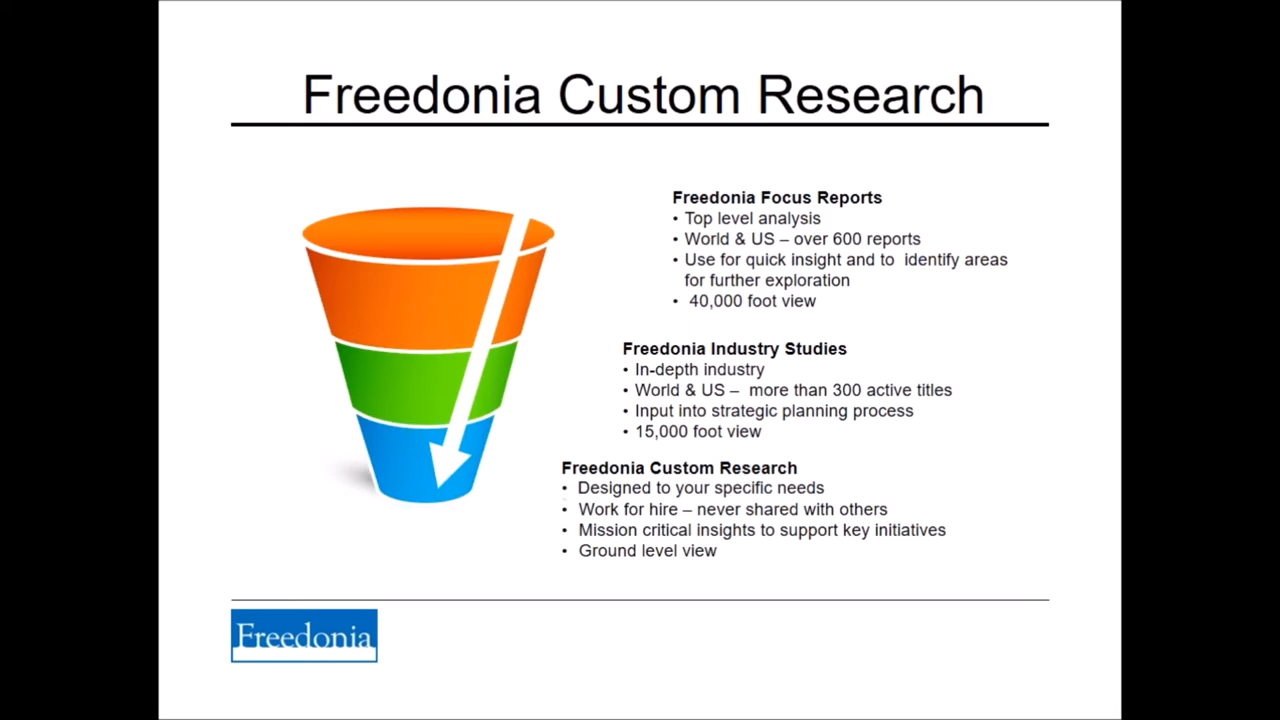 Freedonia Custom Research
Freedonia Focus Reports
• Top level analysis
• World & US – over 600 reports
• Use for quick insight and to identify areas
for further exploration
• 40,000 foot view
Freedonia Industry Studies
• In-depth industry
• World & US – more than 300 active titles
• Input into strategic planning process
• 15,000 foot view
Freedonia Custom Research
• Designed to your specific needs
• Work for hire – never shared with others
• Mission critical insights to support key initiatives
• Ground level view
Freedonia